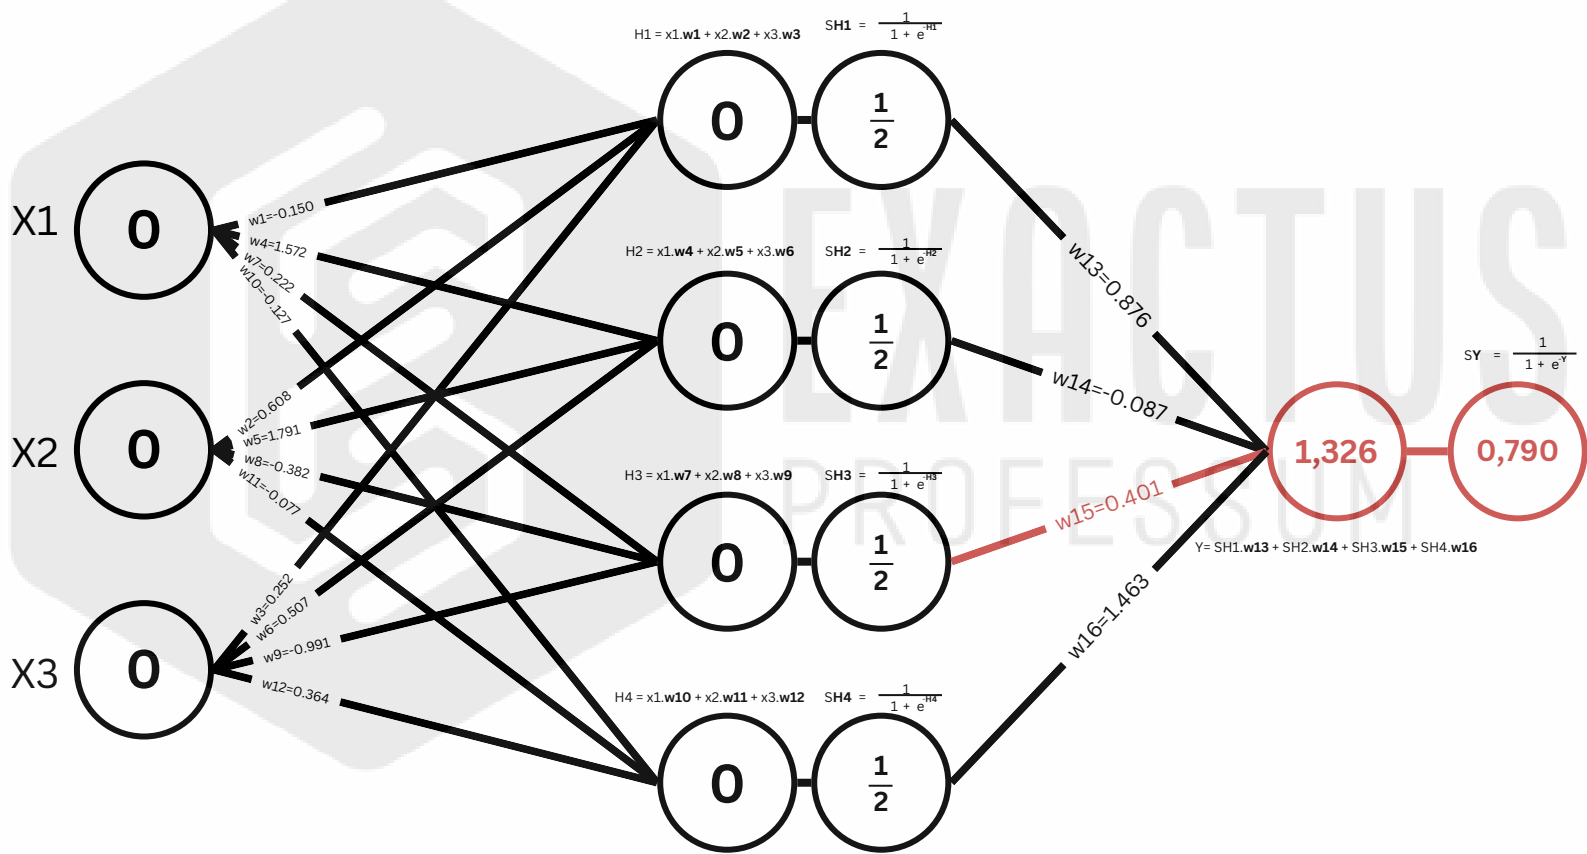 H1 = x1.w1 + x2.w2 + x3.w3
SH1 = 1
1 + e^-H1
0
1
2
X1
0
w1=-0.150
w4=1.572
w7=0.222
w10=-0.127
H2 = x1.w4 + x2.w5 + x3.w6
SH2 = 1
1 + e^-H2
0
1
2
w13=0.876
w14=-0.087
EXACTUS
PROFESSUM
X2
0
w2=0.608
w5=1.791
w8=-0.382
w11=-0.077
H3 = x1.w7 + x2.w8 + x3.w9
SH3 = 1
1 + e^-H3
0
1
2
w15=0.401
w16=1.463
SY = 1
1 + e^-Y
1,326
0,790
Y= SH1.w13 + SH2.w14 + SH3.w15 + SH4.w16
X3
0
w3=0.252
w6=0.507
w9=-0.991
w12=0.364
H4 = x1.w10 + x2.w11 + x3.w12
SH4 = 1
1 + e^-H4
0
1
2